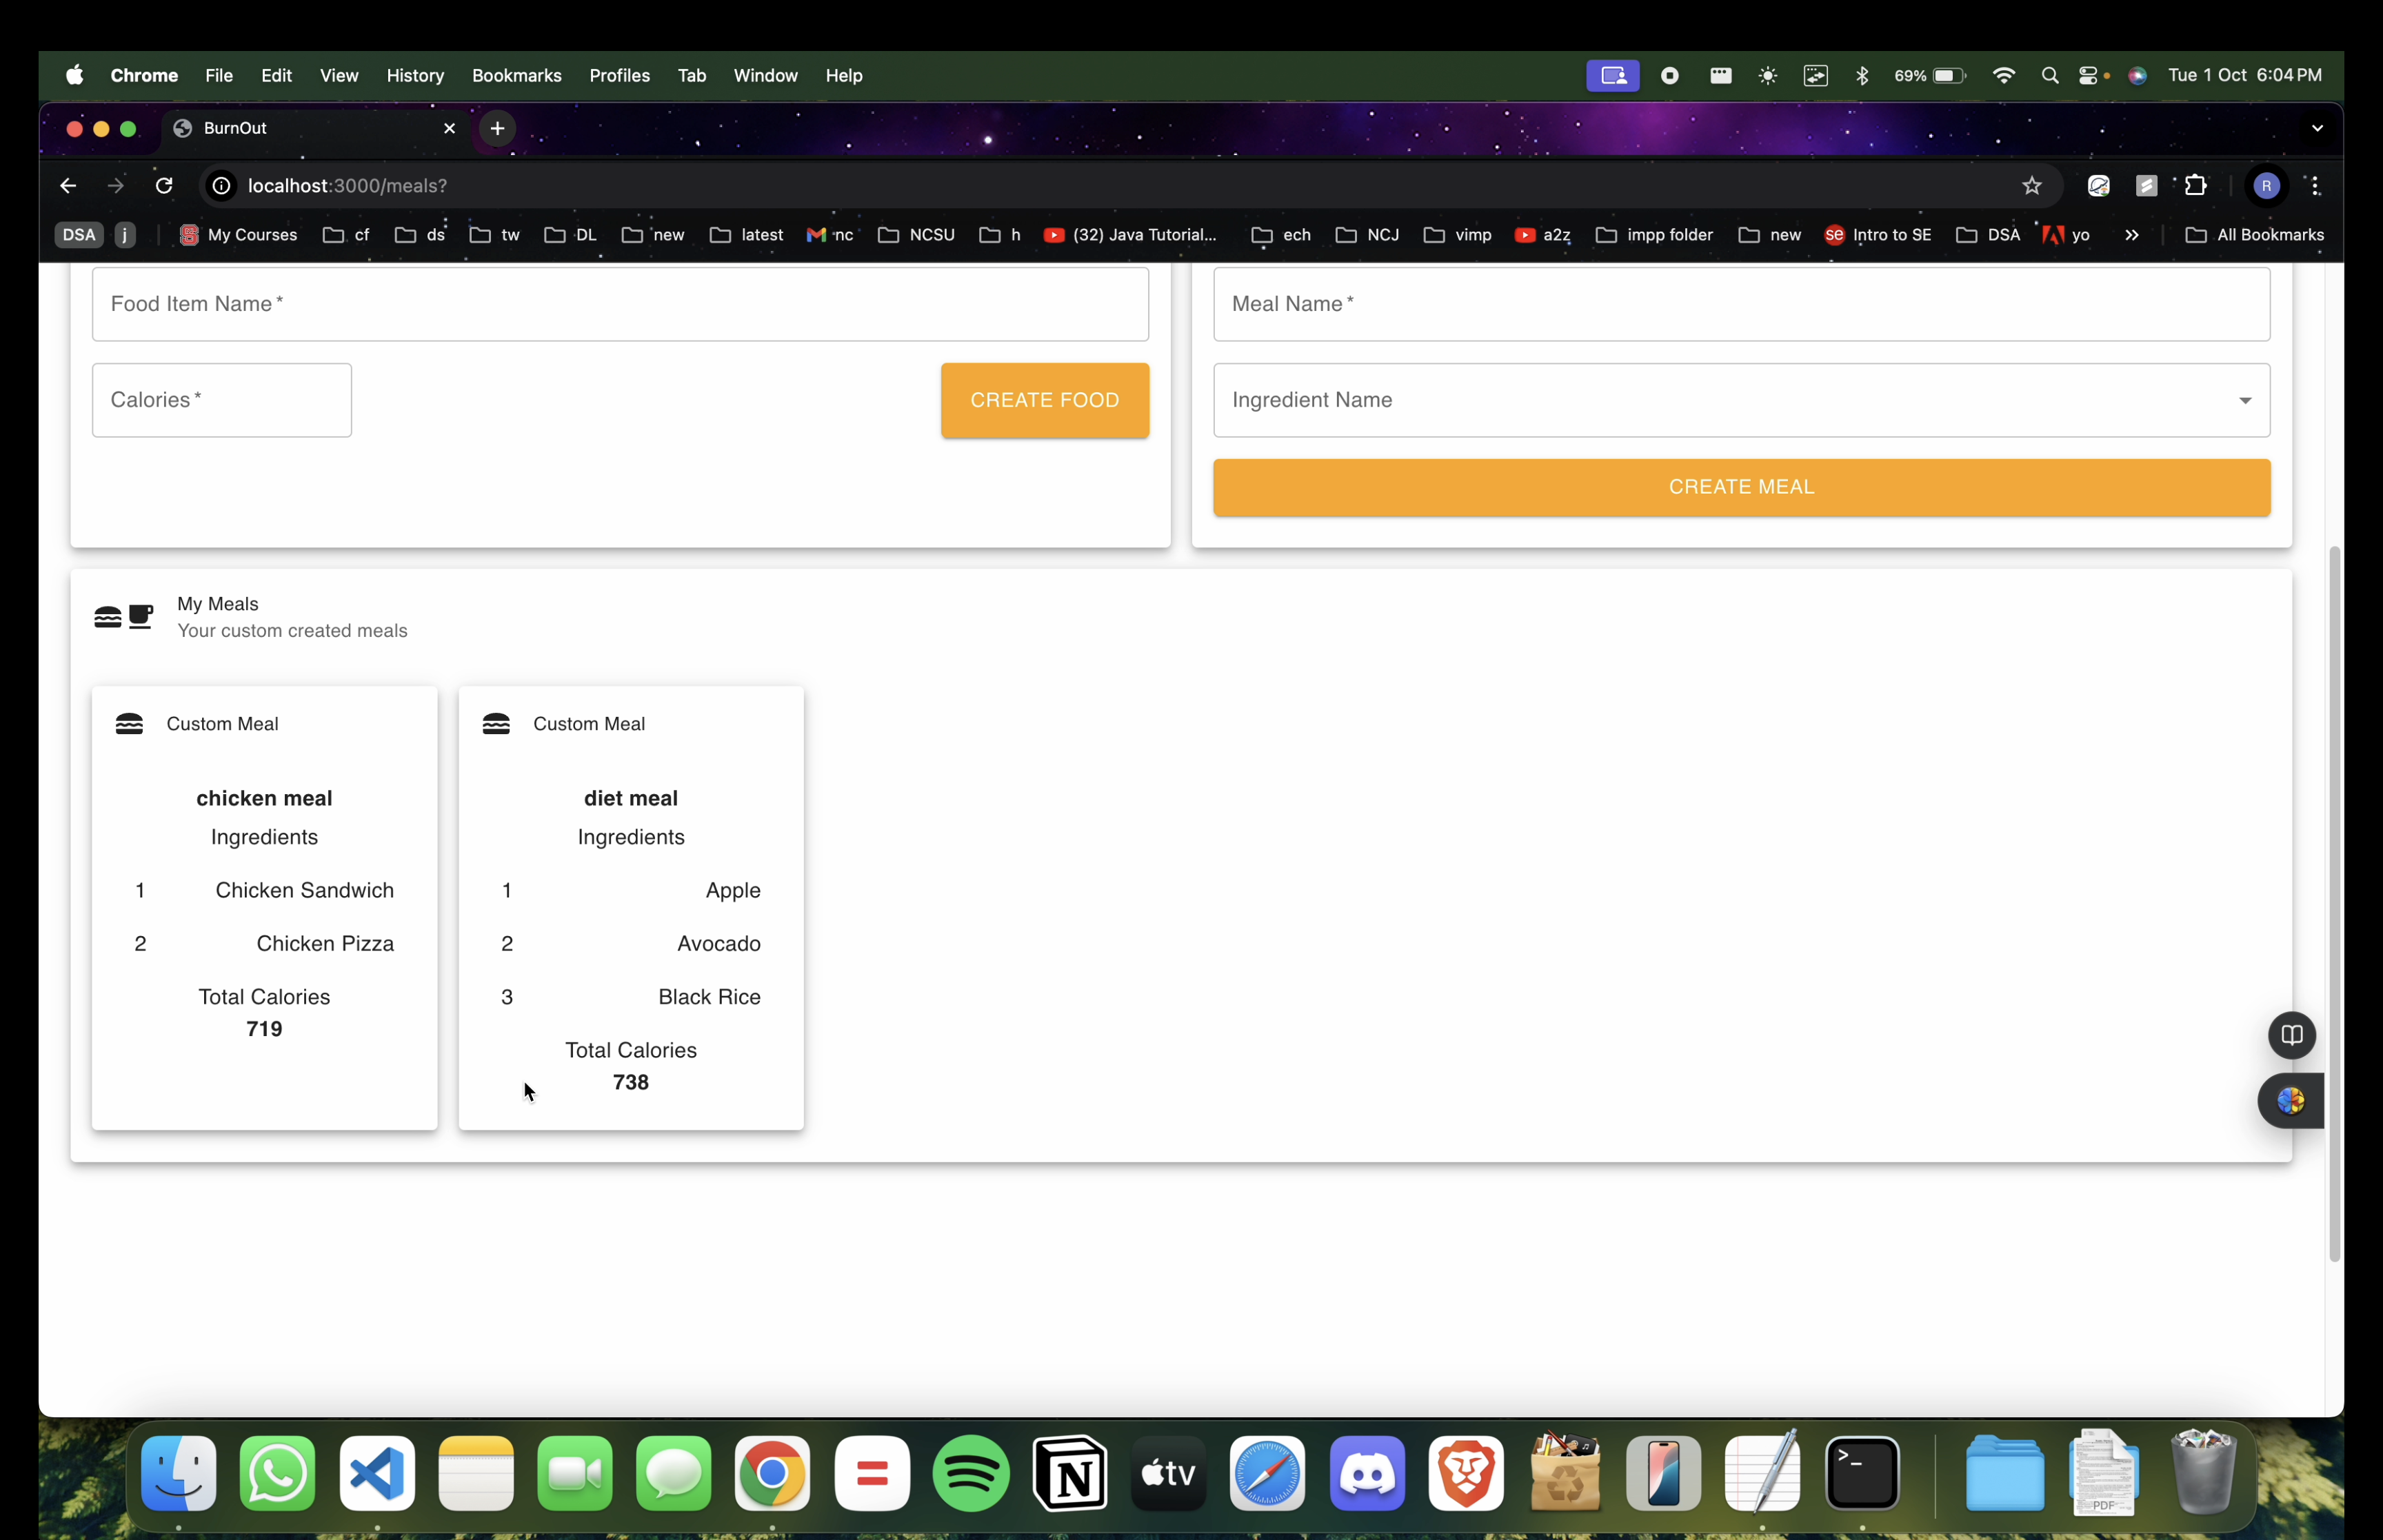 Chrome File Edit View History Bookmarks Profiles Tab Window Help 69% Tue 1 Oct 6:04 PM
BurnOut
localhost:3000/meals? R
DSA j My Courses cf ds tw DL new latest nc NCSU h (32) Java Tutorial... ech NCJ vimp a2z impp folder new se Intro to SE DSA yo » All Bookmarks
Food Item Name *
Calories *
CREATE FOOD
Meal Name *
Ingredient Name
CREATE MEAL
My Meals
Your custom created meals
Custom Meal
chicken meal
Ingredients
1 Chicken Sandwich
2 Chicken Pizza
Total Calories
719
Custom Meal
diet meal
Ingredients
1 Apple
2 Avocado
3 Black Rice
Total Calories
738
N tv >_ PDF